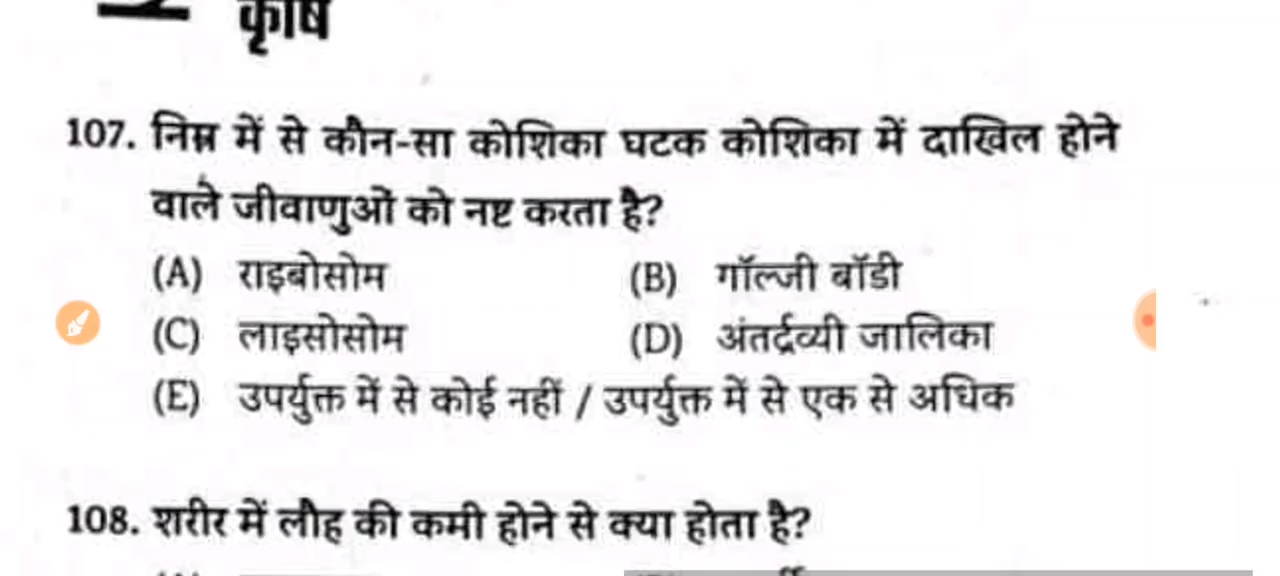 कृषि
107. निम्न में से कौन-सा कोशिका घटक कोशिका में दाखिल होने
वाले जीवाणुओं को नष्ट करता है?
(A) राइबोसोम (B) गॉल्जी बॉडी
(C) लाइसोसोम (D) अंतर्द्रव्यी जालिका
(E) उपर्युक्त में से कोई नहीं / उपर्युक्त में से एक से अधिक
108. शरीर में लौह की कमी होने से क्या होता है?